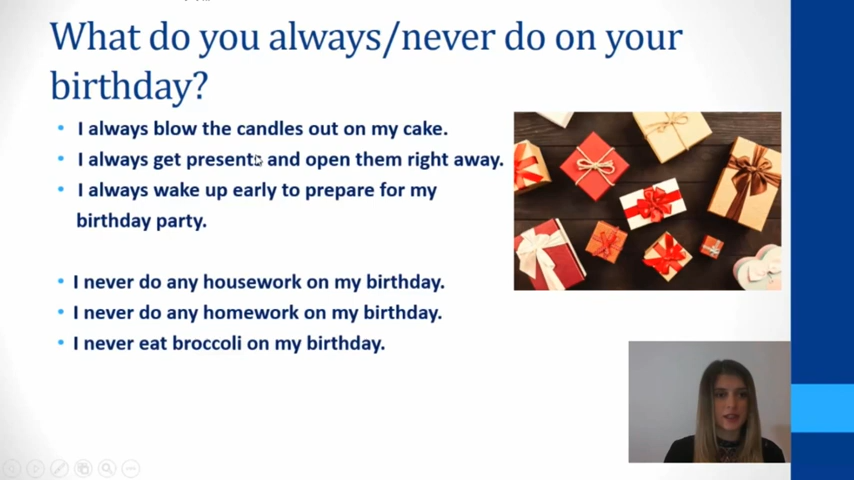 What do you always/never do on your
birthday?
• I always blow the candles out on my cake.
• I always get presents and open them right away.
• I always wake up early to prepare for my
birthday party.
• I never do any housework on my birthday.
• I never do any homework on my birthday.
• I never eat broccoli on my birthday.